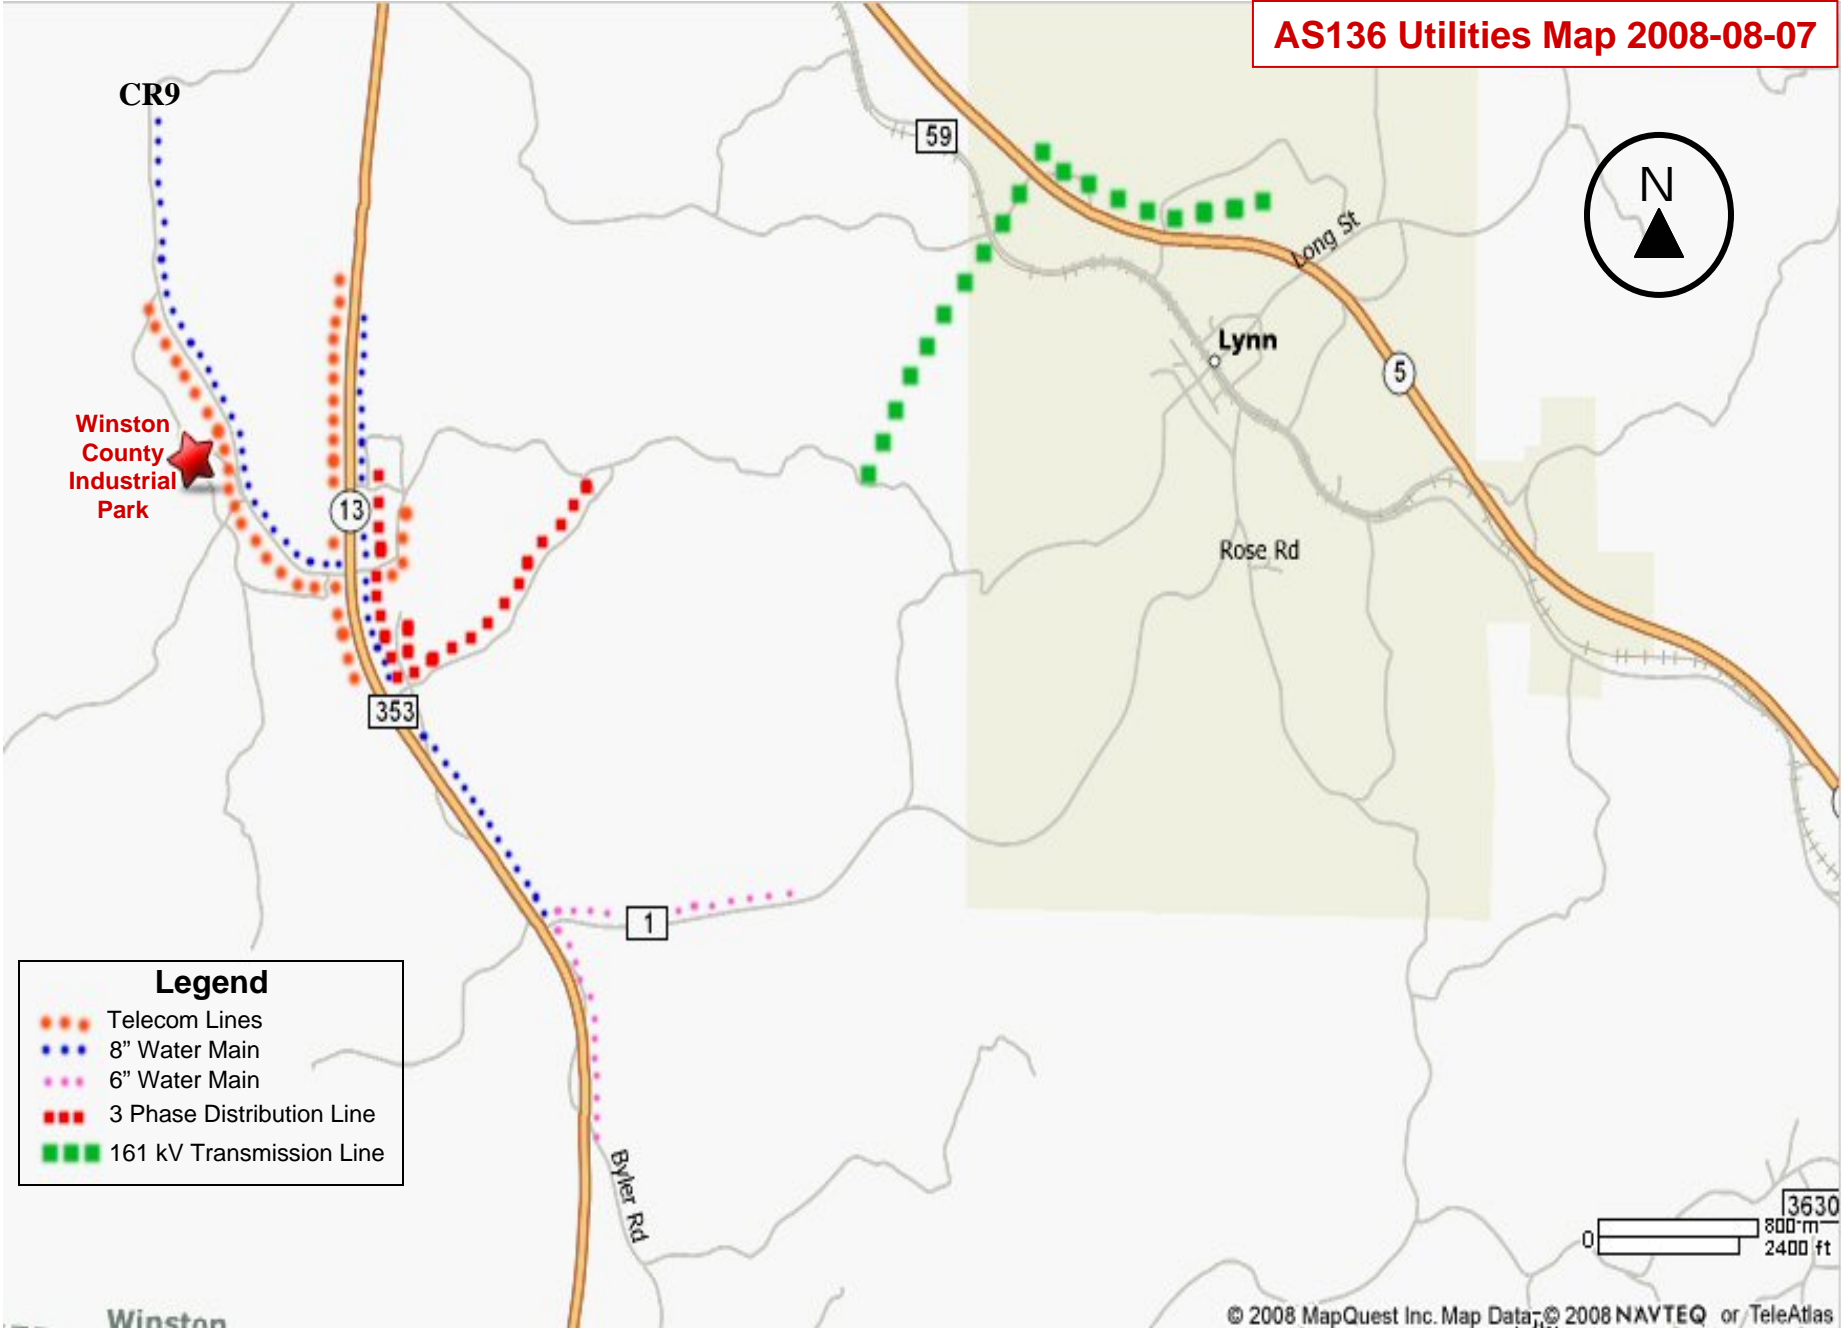 AS136 Utilities Map 2008-08-07
CR9
59
N
Long St
Lynn
5
Winston
County
Industrial
Park
13
Rose Rd
353
1
Legend
Telecom Lines
8” Water Main
6” Water Main
3 Phase Distribution Line
161 kV Transmission Line
Byler Rd
3630
0
800 m
2400 ft
Winston
© 2008 MapQuest Inc. Map Data © 2008 NAVTEQ or TeleAtlas